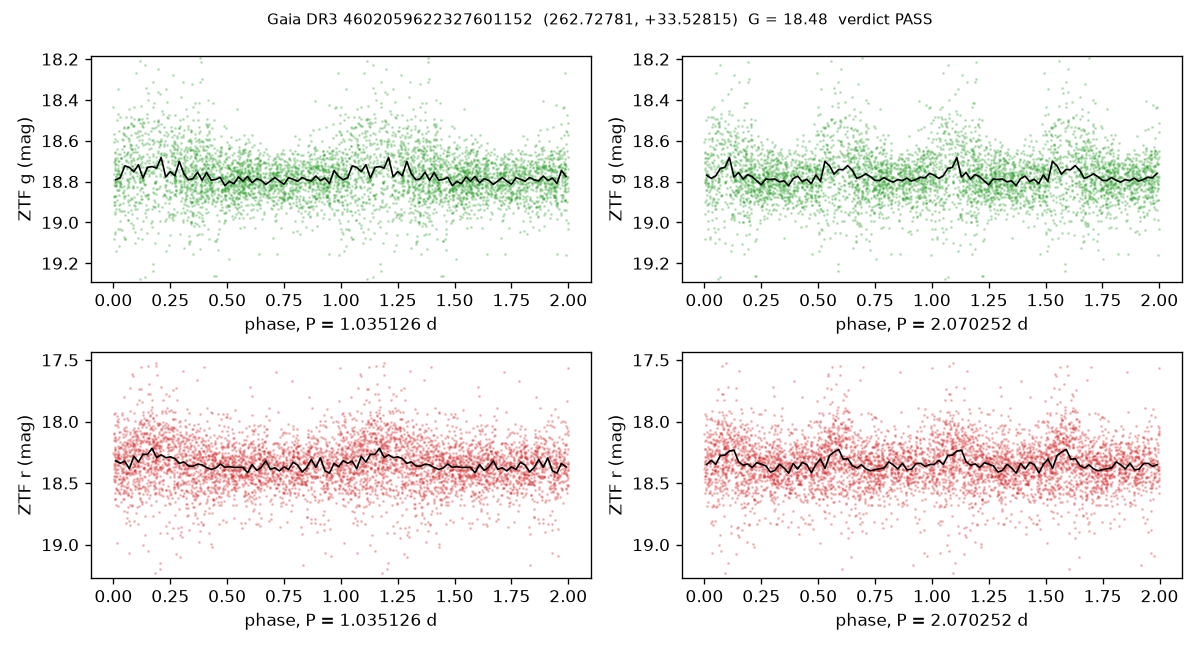 Gaia DR3 4602059622327601152  (262.72781, +33.52815)  G = 18.48  verdict PASS
ZTF g (mag)
18.2
18.4
18.6
18.8
19.0
19.2
0.00 0.25 0.50 0.75 1.00 1.25 1.50 1.75 2.00
phase, P = 1.035126 d
ZTF g (mag)
18.2
18.4
18.6
18.8
19.0
19.2
0.00 0.25 0.50 0.75 1.00 1.25 1.50 1.75 2.00
phase, P = 2.070252 d
ZTF r (mag)
17.5
18.0
18.5
19.0
0.00 0.25 0.50 0.75 1.00 1.25 1.50 1.75 2.00
phase, P = 1.035126 d
ZTF r (mag)
17.5
18.0
18.5
19.0
0.00 0.25 0.50 0.75 1.00 1.25 1.50 1.75 2.00
phase, P = 2.070252 d